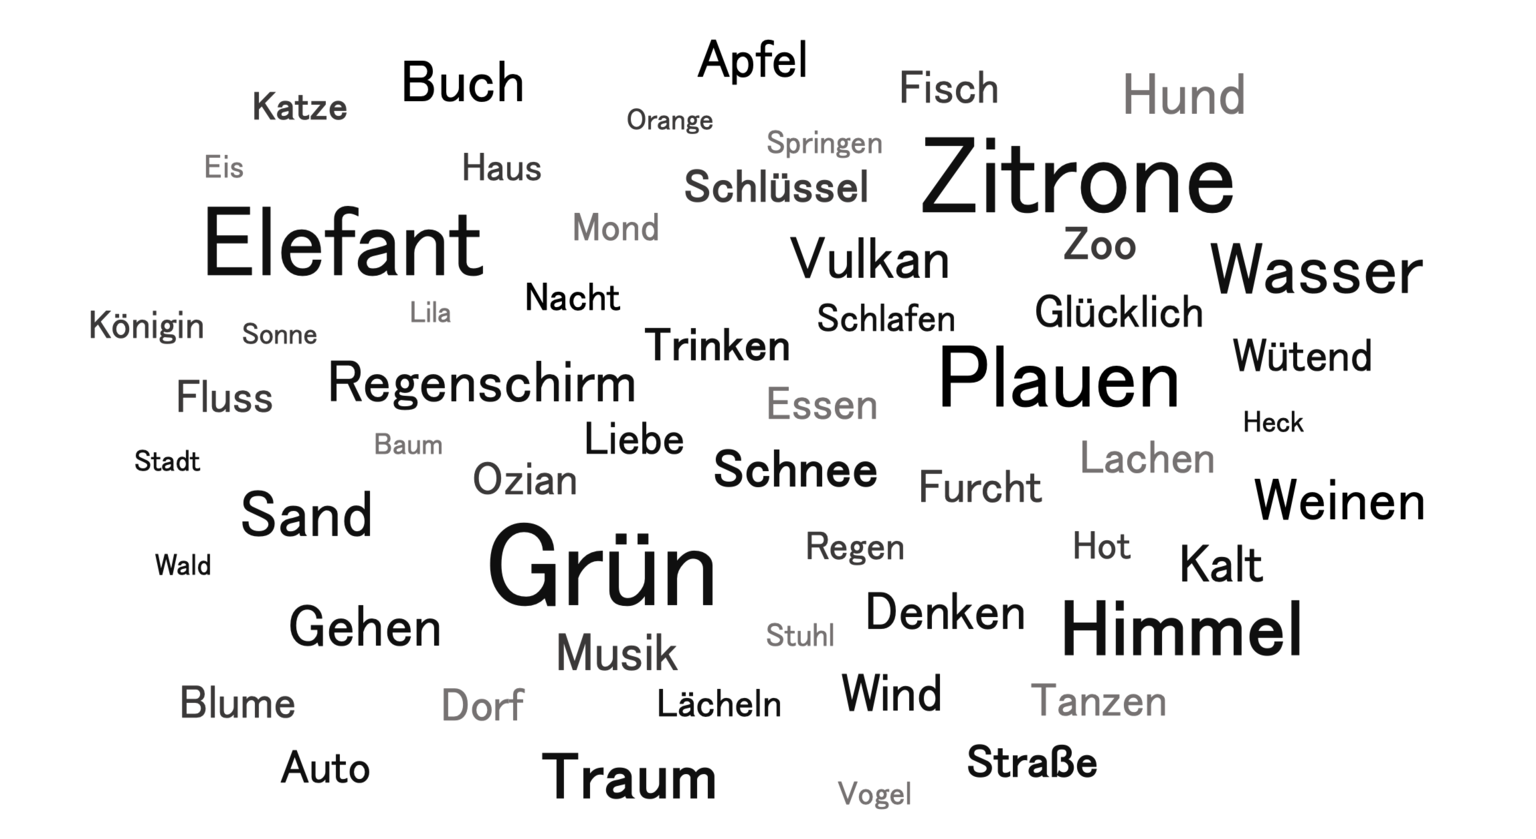 Apfel
Buch
Fisch
Hund
Katze
Orange
Springen
Eis
Haus
Schlüssel
Zitrone
Elefant
Mond
Vulkan
Zoo
Wasser
Nacht
Lila
Königin
Sonne
Schlafen
Glücklich
Trinken
Wütend
Regenschirm
Plauen
Fluss
Essen
Heck
Baum
Liebe
Stadt
Ozian
Schnee
Furcht
Lachen
Weinen
Sand
Grün
Regen
Hot
Kalt
Wald
Gehen
Denken
Himmel
Stuhl
Musik
Blume
Dorf
Lächeln
Wind
Tanzen
Auto
Traum
Straße
Vogel